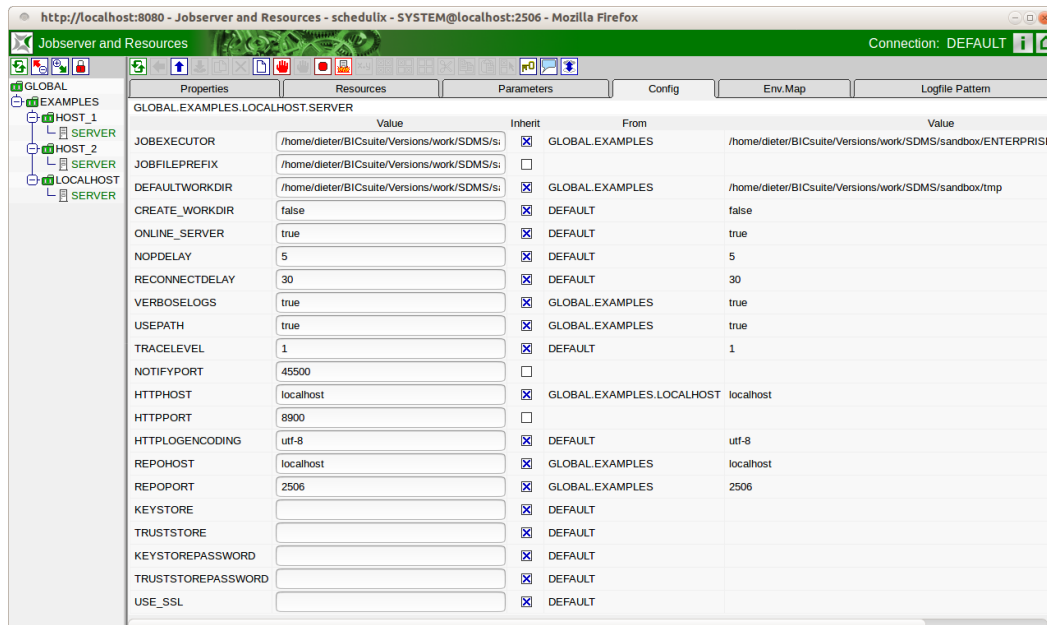 http://localhost:8080 - Jobserver and Resources - schedulix - SYSTEM@localhost:2506 - Mozilla Firefox
Jobserver and Resources Connection: DEFAULT
GLOBAL
EXAMPLES
HOST_1
SERVER
HOST_2
SERVER
LOCALHOST
SERVER
Properties Resources Parameters Config Env.Map Logfile Pattern
GLOBAL.EXAMPLES.LOCALHOST.SERVER
Value Inherit From Value
JOBEXECUTOR /home/dieter/BICsuite/Versions/work/SDMS/sa GLOBAL.EXAMPLES /home/dieter/BICsuite/Versions/work/SDMS/sandbox/ENTERPRISE
JOBFILEPREFIX /home/dieter/BICsuite/Versions/work/SDMS/sa
DEFAULTWORKDIR /home/dieter/BICsuite/Versions/work/SDMS/sa GLOBAL.EXAMPLES /home/dieter/BICsuite/Versions/work/SDMS/sandbox/tmp
CREATE_WORKDIR false DEFAULT false
ONLINE_SERVER true DEFAULT true
NOPDELAY 5 DEFAULT 5
RECONNECTDELAY 30 DEFAULT 30
VERBOSELOGS true GLOBAL.EXAMPLES true
USEPATH true GLOBAL.EXAMPLES true
TRACELEVEL 1 DEFAULT 1
NOTIFYPORT 45500
HTTPHOST localhost GLOBAL.EXAMPLES.LOCALHOST localhost
HTTPPORT 8900
HTTPLOGENCODING utf-8 DEFAULT utf-8
REPOHOST localhost GLOBAL.EXAMPLES localhost
REPOPORT 2506 GLOBAL.EXAMPLES 2506
KEYSTORE DEFAULT
TRUSTSTORE DEFAULT
KEYSTOREPASSWORD DEFAULT
TRUSTSTOREPASSWORD DEFAULT
USE_SSL DEFAULT